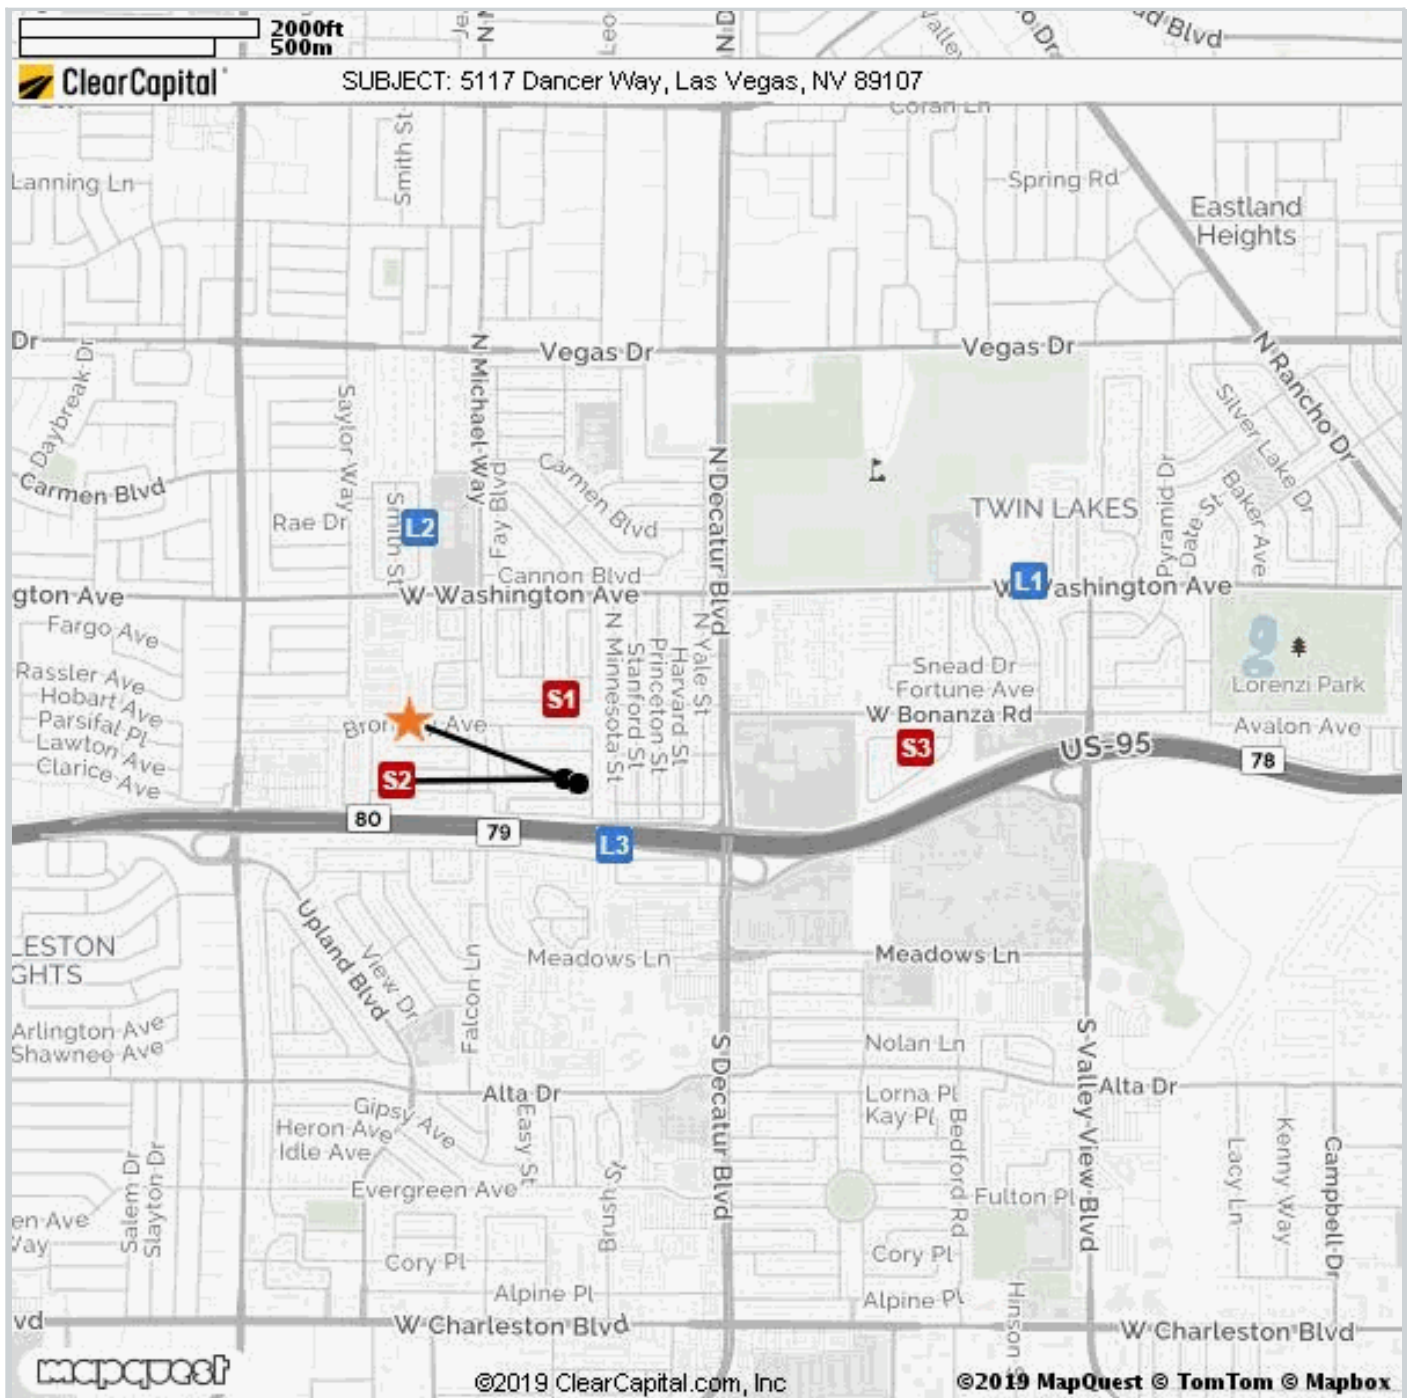 2000ft
500m
Valley
ClearCapital
SUBJECT: 5117 Dancer Way, Las Vegas, NV 89107
Coran Ln
Lanning Ln
Smith St
Spring Rd
Eastland
Heights
Dr
Vegas Dr
Vegas Dr
N Rancho Dr
Daybreak Dr
Saylor Way
N Michael Way
Silver Lake Dr
Carmen Blvd
Carmen Blvd
N Decatur Blvd
Fay Blvd
TWIN LAKES
Pyramid Dr
Date St
Baker Ave
Rae Dr
Smith St
L2
Cannon Blvd
L1
gton Ave
W Washington Ave
W Washington Ave
Fargo Ave
N Minnesota St
Stanford St
Princeton St
Harvard St
N Yale St
Rassler Ave
Hobart Ave
Parsifal Pl
Lawton Ave
Clarice Ave
Snead Dr
Fortune Ave
W Bonanza Rd
Lorenzi Park
Avalon Ave
S1
Bron
Ave
S3
US-95
78
S2
80
79
L3
LESTON
GHTS
Upland Blvd
View Dr
Falcon Ln
Meadows Ln
Meadows Ln
Arlington Ave
Shawnee Ave
S Decatur Blvd
Nolan Ln
S Valley View Blvd
Alta Dr
Alta Dr
Gipsy Ave
Heron Ave
Idle Ave
Easy St
Lorna Pl
Kay Pl
Bedford Rd
Lacy Ln
Kenny Way
Campbell Dr
Salem Dr
Slayton Dr
Evergreen Ave
Brush St
Fulton Pl
en Ave
Way
Cory Pl
Cory Pl
Alpine Pl
Alpine Pl
Hinson
vd
W Charleston Blvd
W Charleston Blvd
mapquest
©2019 ClearCapital.com, Inc
©2019 MapQuest © TomTom © Mapbox